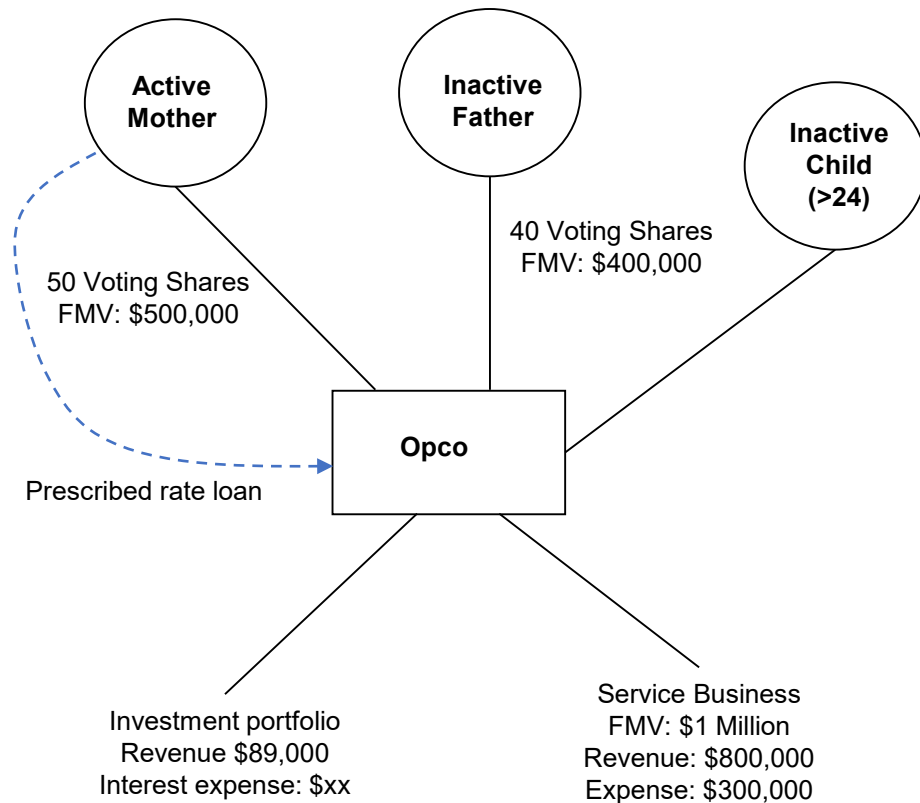 Active
Mother
Inactive
Father
Inactive
Child
(>24)
50 Voting Shares
FMV: $500,000
40 Voting Shares
FMV: $400,000
Opco
Prescribed rate loan
Investment portfolio
Revenue $89,000
Interest expense: $xx
Service Business
FMV: $1 Million
Revenue: $800,000
Expense: $300,000